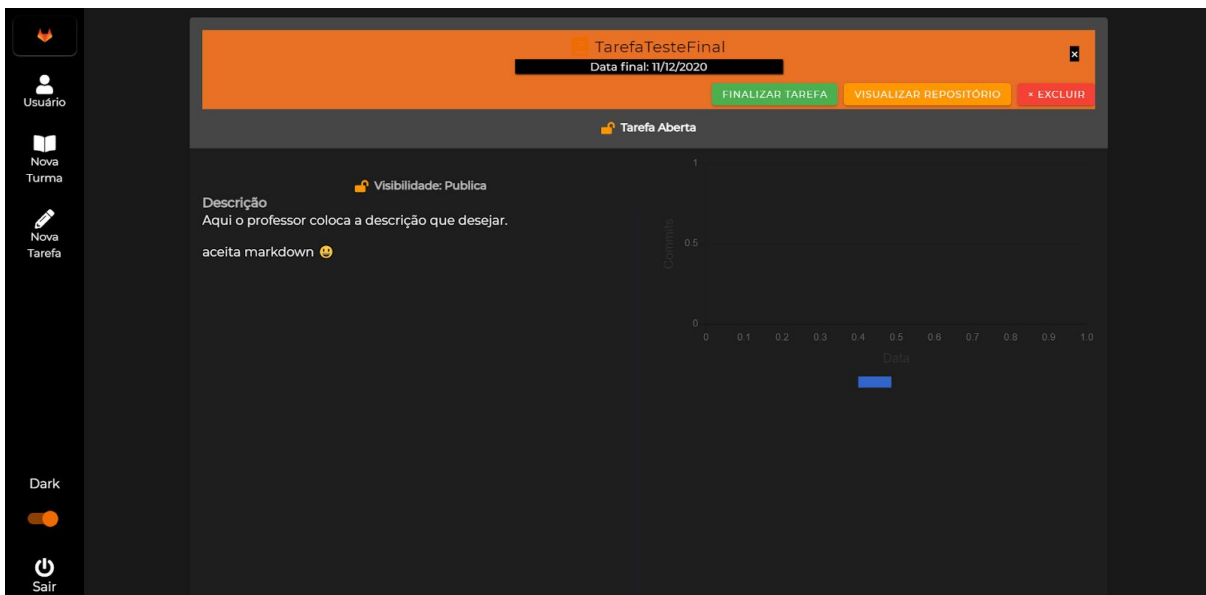 Usuário
Nova
Turma
Nova
Tarefa
Dark
Sair
TarefaTesteFinal
Data final: 11/12/2020
×
FINALIZAR TAREFA
VISUALIZAR REPOSITÓRIO
× EXCLUIR
Tarefa Aberta
Visibilidade: Publica
Descrição
Aqui o professor coloca a descrição que desejar.
aceita markdown 😃
1
0.5
0
Commits
0 0.1 0.2 0.3 0.4 0.5 0.6 0.7 0.8 0.9 1.0
Data